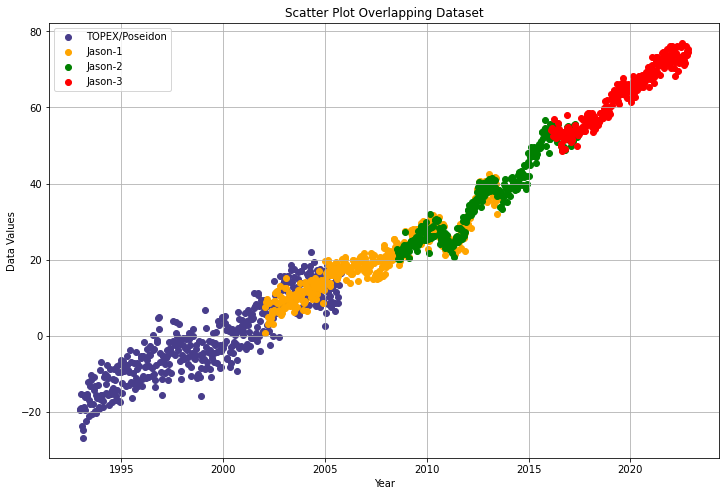 Scatter Plot Overlapping Dataset
TOPEX/Poseidon
Jason-1
Jason-2
Jason-3
80
60
40
20
0
−20
Data Values
1995
2000
2005
2010
2015
2020
Year